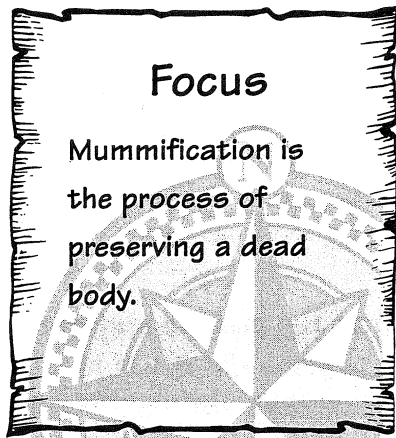 Focus
N
Mummification is
the process of
preserving a dead
body.